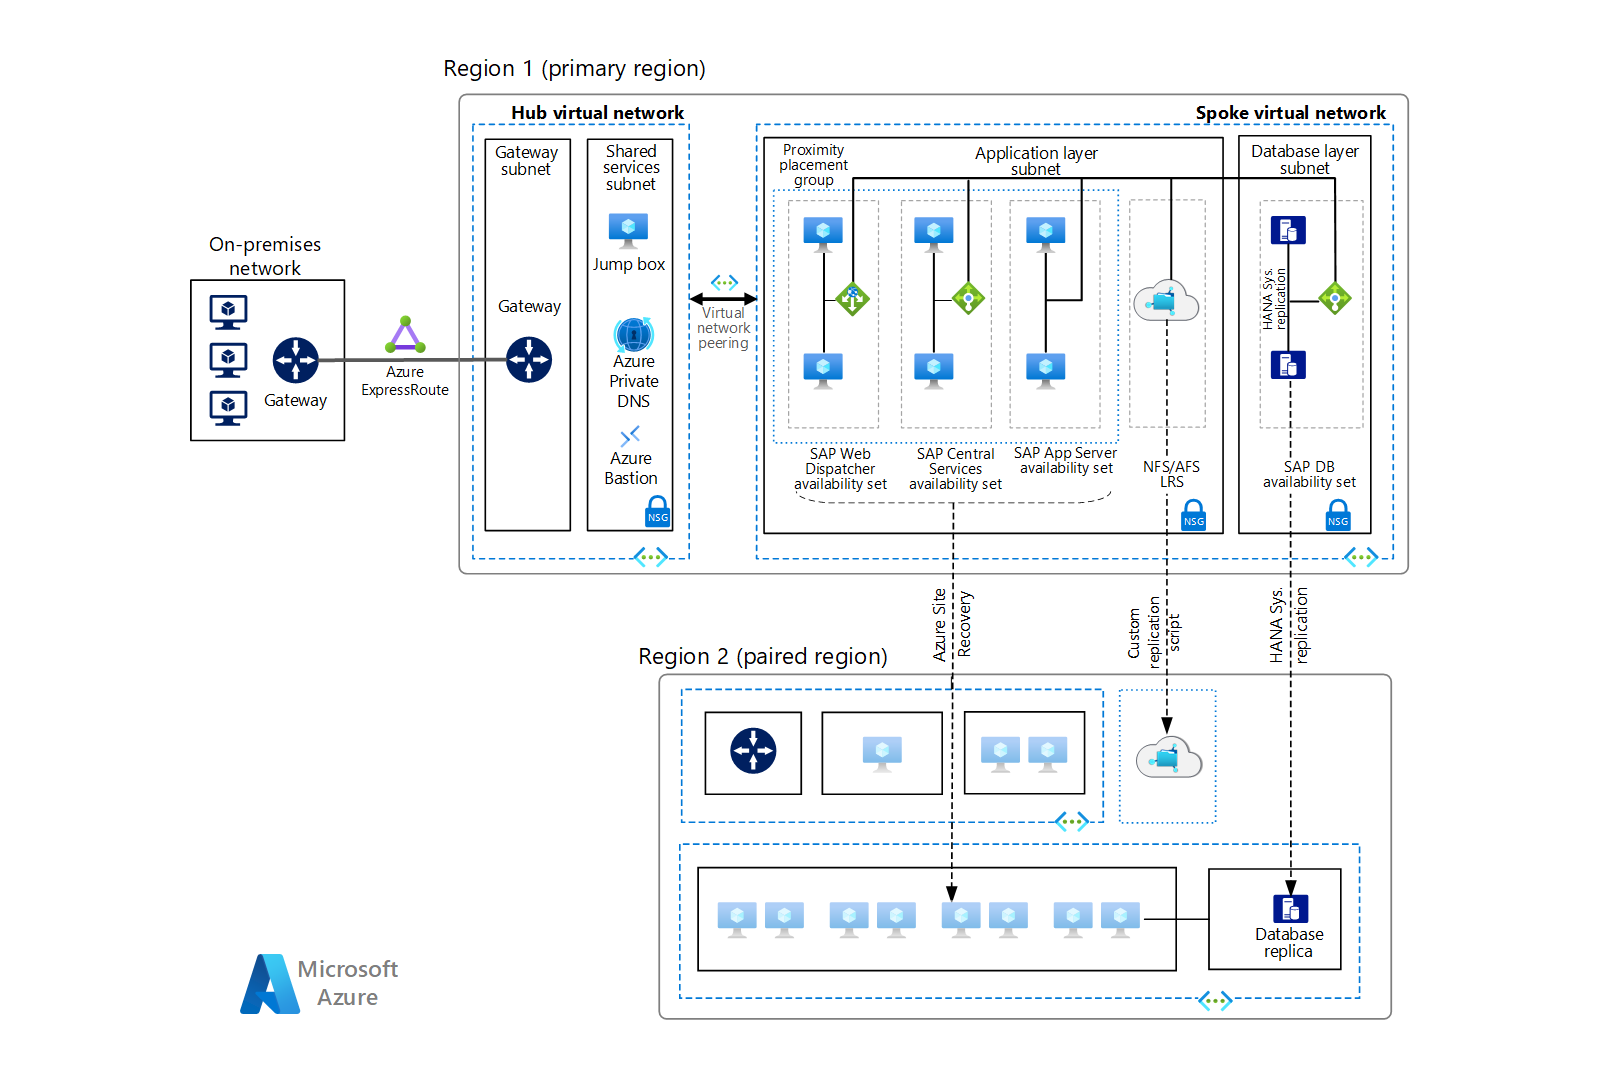 Region 1 (primary region)
Hub virtual network
Spoke virtual network
Gateway
subnet
Shared
services
subnet
Proximity
placement
group
Application layer
subnet
Database layer
subnet
On-premises
network
Jump box
Gateway
Azure
Private
DNS
Azure
Bastion
NSG
Virtual
network
peering
Gateway
Azure
ExpressRoute
HANA Sys.
replication
SAP Web
Dispatcher
availability set
SAP Central
Services
availability set
SAP App Server
availability set
NFS/AFS
LRS
SAP DB
availability set
NSG
NSG
Azure Site
Recovery
Custom
replication
script
HANA Sys.
replication
Region 2 (paired region)
Database
replica
Microsoft
Azure